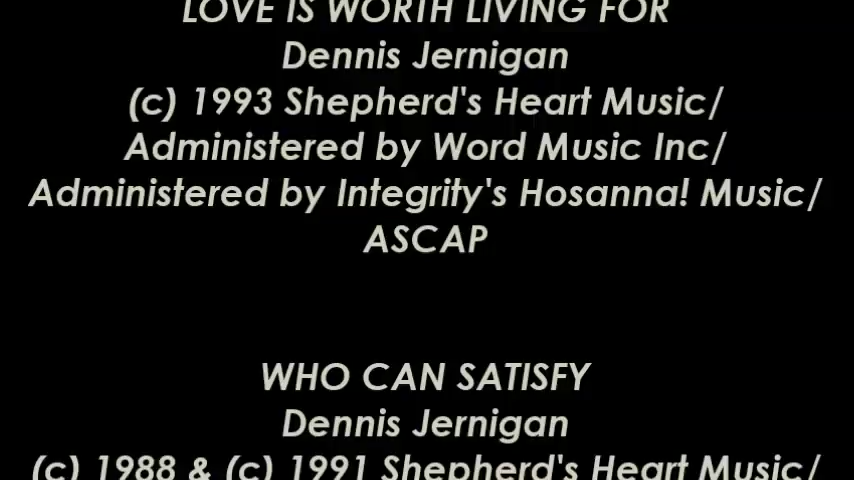 LOVE IS WORTH LIVING FOR
Dennis Jernigan
(c) 1993 Shepherd's Heart Music/
Administered by Word Music Inc/
Administered by Integrity's Hosanna! Music/
ASCAP
WHO CAN SATISFY
Dennis Jernigan
(c) 1988 & (c) 1991 Shepherd's Heart Music/